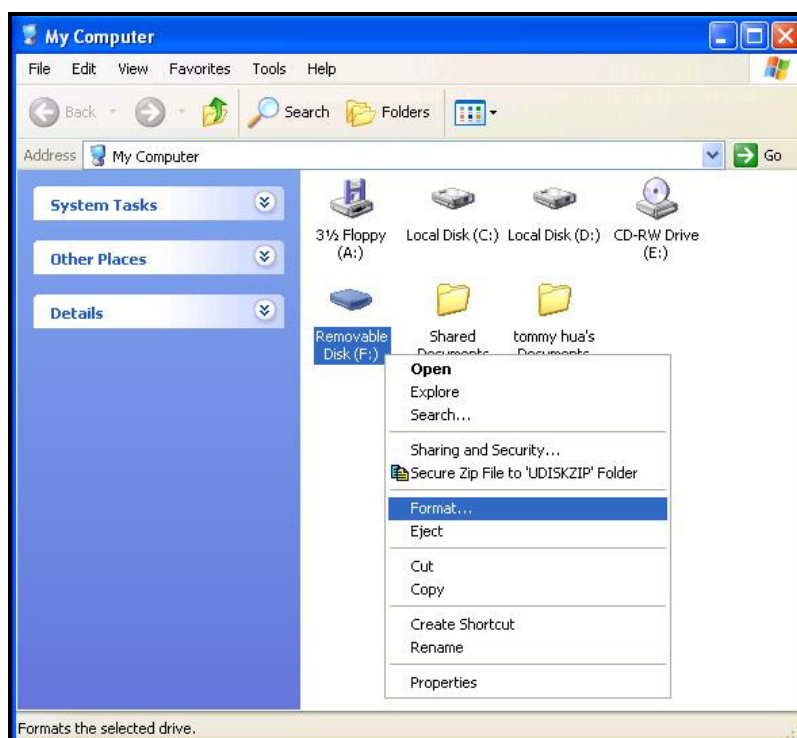 My Computer
File Edit View Favorites Tools Help
Back Search Folders
Address My Computer Go
System Tasks
Other Places
Details
3½ Floppy (A:)
Local Disk (C:)
Local Disk (D:)
CD-RW Drive (E:)
Removable Disk (F:)
Shared Documents
tommy hua's Documents
Open
Explore
Search...
Sharing and Security...
Secure Zip File to 'UDISKZIP' Folder
Format...
Eject
Cut
Copy
Create Shortcut
Rename
Properties
Formats the selected drive.